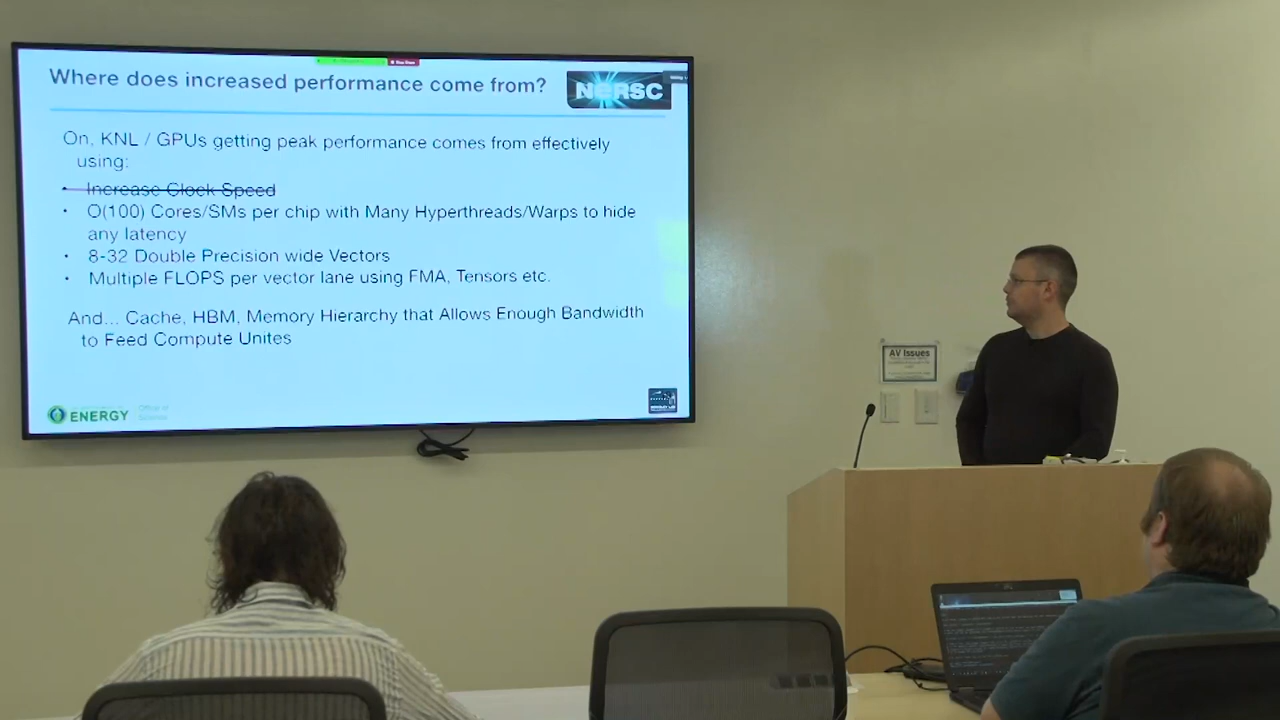 Where does increased performance come from?
NERSC
On, KNL / GPUs getting peak performance comes from effectively
using:
• Increase Clock Speed
• O(100) Cores/SMs per chip with Many Hyperthreads/Warps to hide
any latency
• 8-32 Double Precision wide Vectors
• Multiple FLOPS per vector lane using FMA, Tensors etc.
And... Cache, HBM, Memory Hierarchy that Allows Enough Bandwidth
to Feed Compute Unites
ENERGY
Office of
Science
AV Issues